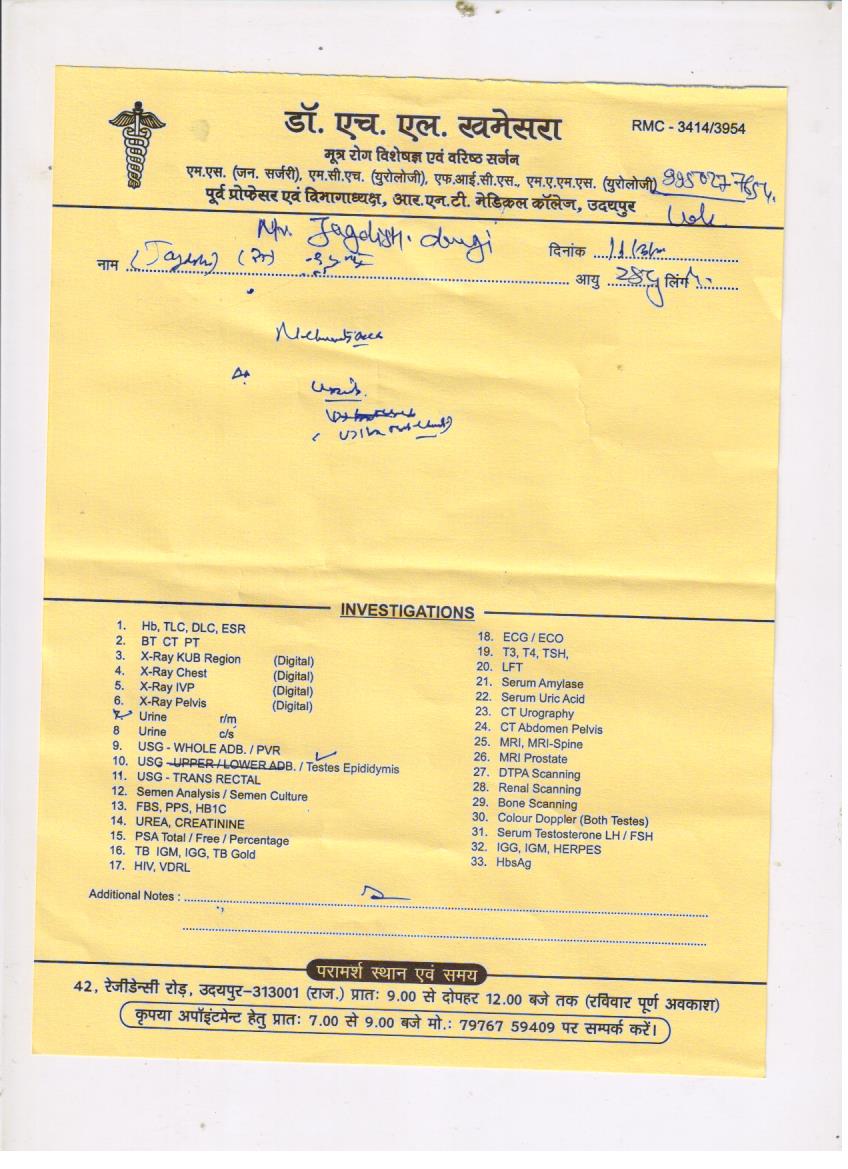 डॉ. एच. एल. खमेसरा
RMC - 3414/3954
मूत्र रोग विशेषज्ञ एवं वरिष्ठ सर्जन
एम.एस. (जन. सर्जरी), एम.सी.एच. (युरोलोजी), एफ.आई.सी.एस., एम.ए.एम.एस. (युरोलोजी)
पूर्व प्रोफेसर एवं विभागाध्यक्ष, आर.एन.टी. मेडिकल कॉलेज, उदयपुर
Mr. Jagdish
दिनांक
नाम
आयु 28y लिंग
INVESTIGATIONS
1. Hb, TLC, DLC, ESR
2. BT CT PT
3. X-Ray KUB Region (Digital)
4. X-Ray Chest (Digital)
5. X-Ray IVP (Digital)
6. X-Ray Pelvis (Digital)
7. Urine r/m
8 Urine c/s
9. USG - WHOLE ADB. / PVR
10. USG - UPPER / LOWER ADB. / Testes Epididymis
11. USG - TRANS RECTAL
12. Semen Analysis / Semen Culture
13. FBS, PPS, HB1C
14. UREA, CREATININE
15. PSA Total / Free / Percentage
16. TB IGM, IGG, TB Gold
17. HIV, VDRL
18. ECG / ECO
19. T3, T4, TSH,
20. LFT
21. Serum Amylase
22. Serum Uric Acid
23. CT Urography
24. CT Abdomen Pelvis
25. MRI, MRI-Spine
26. MRI Prostate
27. DTPA Scanning
28. Renal Scanning
29. Bone Scanning
30. Colour Doppler (Both Testes)
31. Serum Testosterone LH / FSH
32. IGG, IGM, HERPES
33. HbsAg
Additional Notes :
परामर्श स्थान एवं समय
42, रेजीडेन्सी रोड़, उदयपुर-313001 (राज.) प्रातः 9.00 से दोपहर 12.00 बजे तक (रविवार पूर्ण अवकाश)
कृपया अपॉइंटमेन्ट हेतु प्रातः 7.00 से 9.00 बजे मो.: 79767 59409 पर सम्पर्क करें।